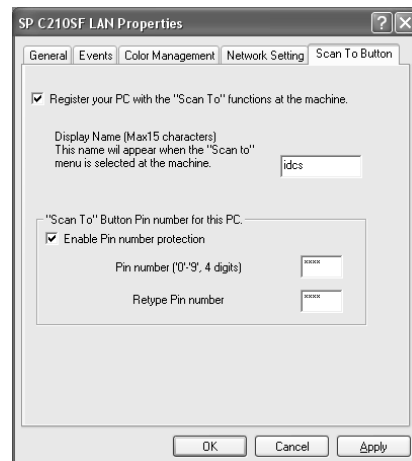 SP C210SF LAN Properties
General Events Color Management Network Setting Scan To Button
Register your PC with the "Scan To" functions at the machine.
Display Name (Max15 characters)
This name wil appear when the "Scan to"
menu is selected at the machine.
idcs
"Scan To" Button Pin number for this PC.
Enable Pin number protection
Pin number ('0'-'9', 4 digits) ××××
Retype Pin number ××××
OK Cancel Apply